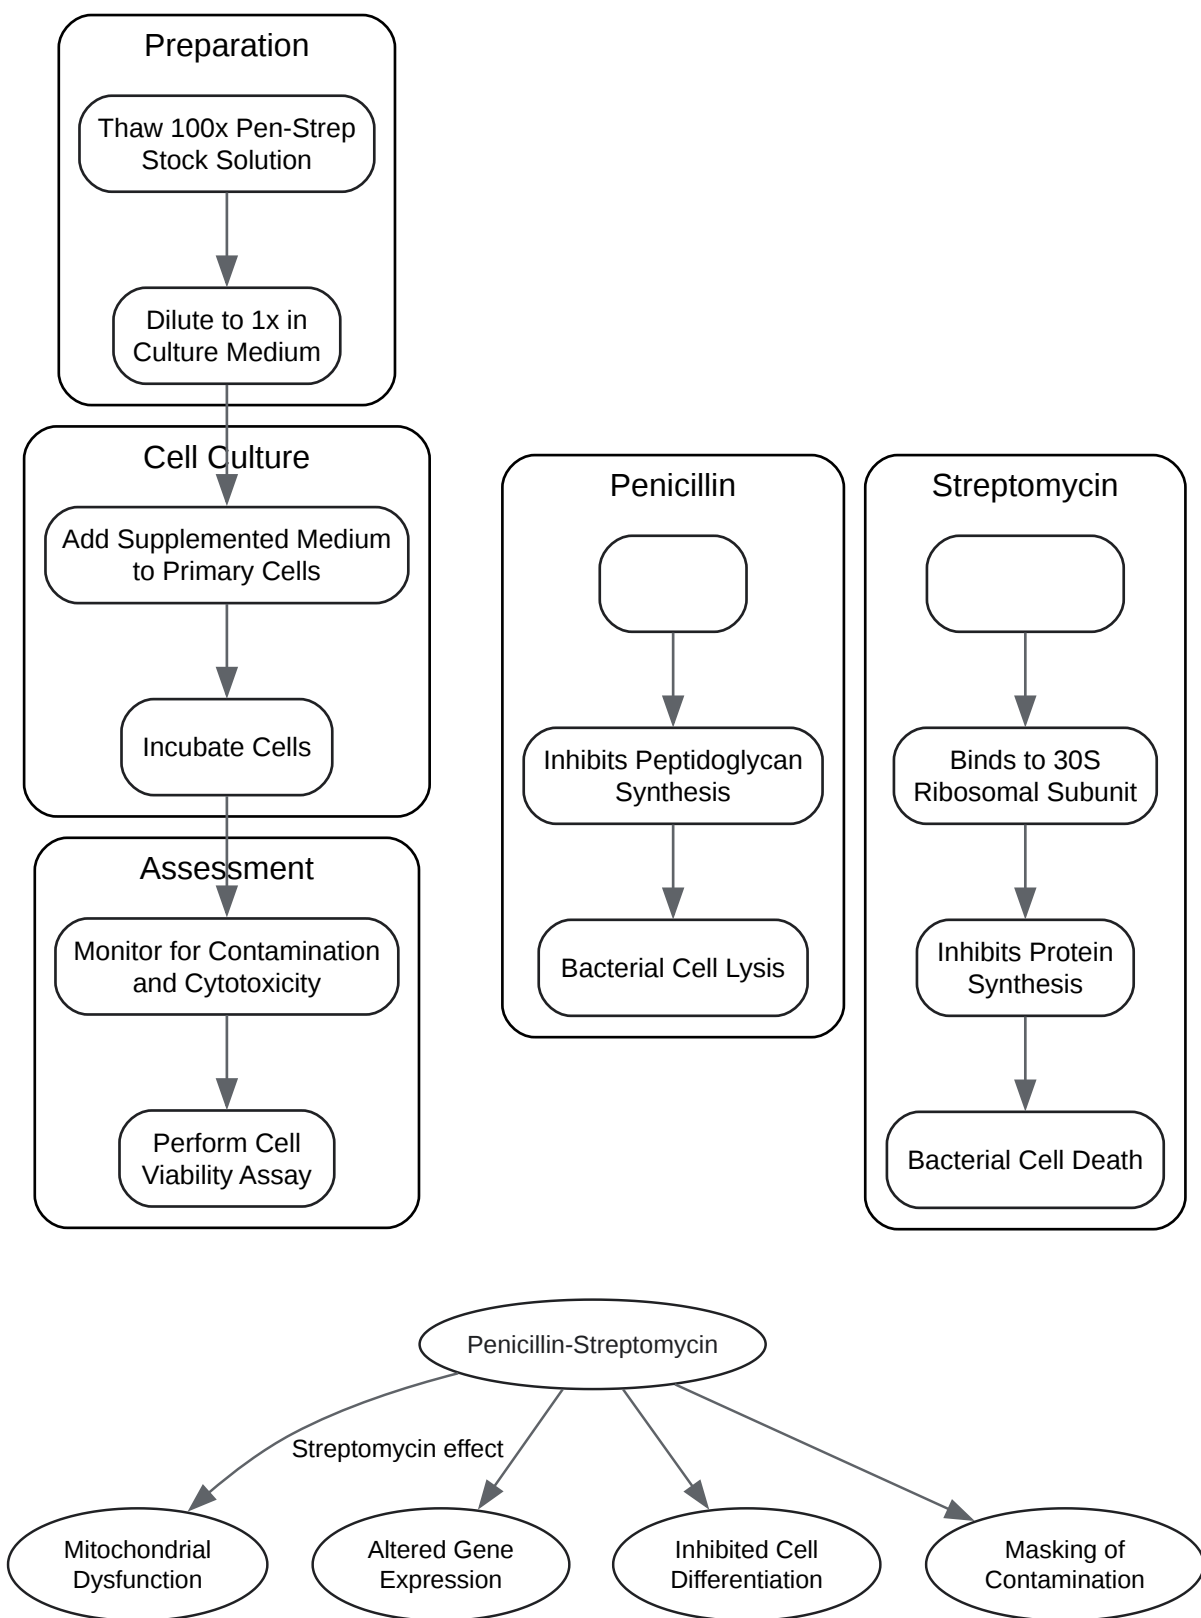 Preparation
Thaw 100x Pen-Strep
Stock Solution
Dilute to 1x in
Culture Medium
Cell Culture
Add Supplemented Medium
to Primary Cells
Incubate Cells
Assessment
Monitor for Contamination
and Cytotoxicity
Perform Cell
Viability Assay
Penicillin
Inhibits Peptidoglycan
Synthesis
Bacterial Cell Lysis
Streptomycin
Binds to 30S
Ribosomal Subunit
Inhibits Protein
Synthesis
Bacterial Cell Death
Penicillin-Streptomycin
Streptomycin effect
Mitochondrial
Dysfunction
Altered Gene
Expression
Inhibited Cell
Differentiation
Masking of
Contamination